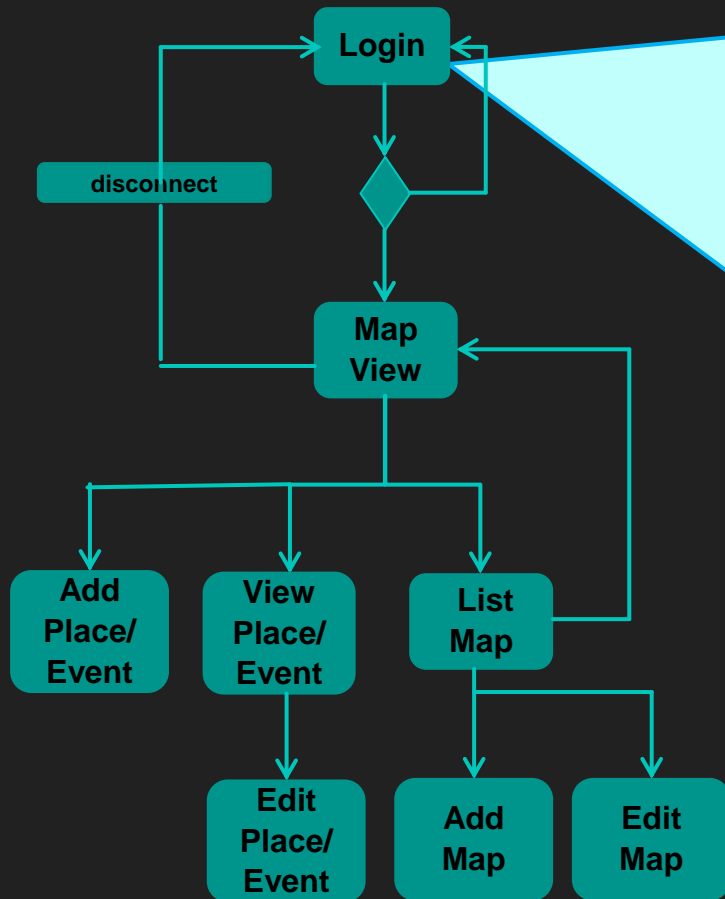 Login
disconnect
Map
View
Add
Place/
Event
View
Place/
Event
List
Map
Edit
Place/
Event
Add
Map
Edit
Map